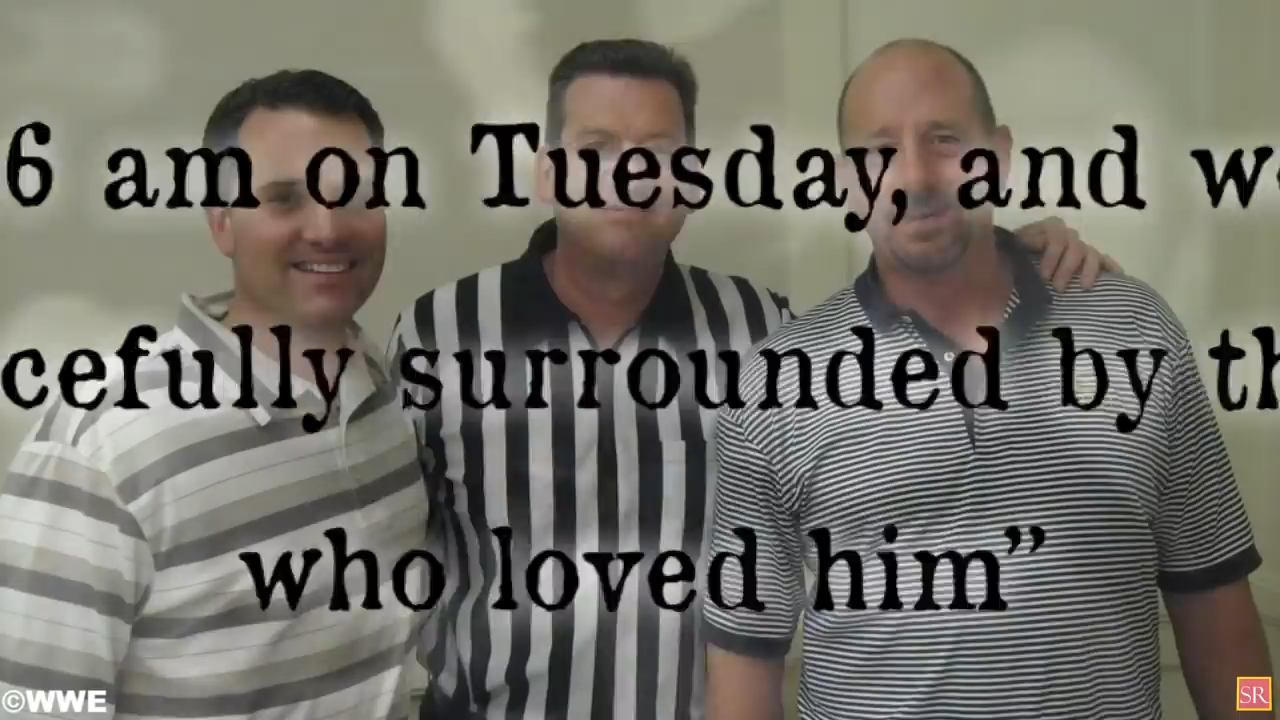 6 am on Tuesday, and w
cefully surrounded by th
who loved him”
©WWE
SR